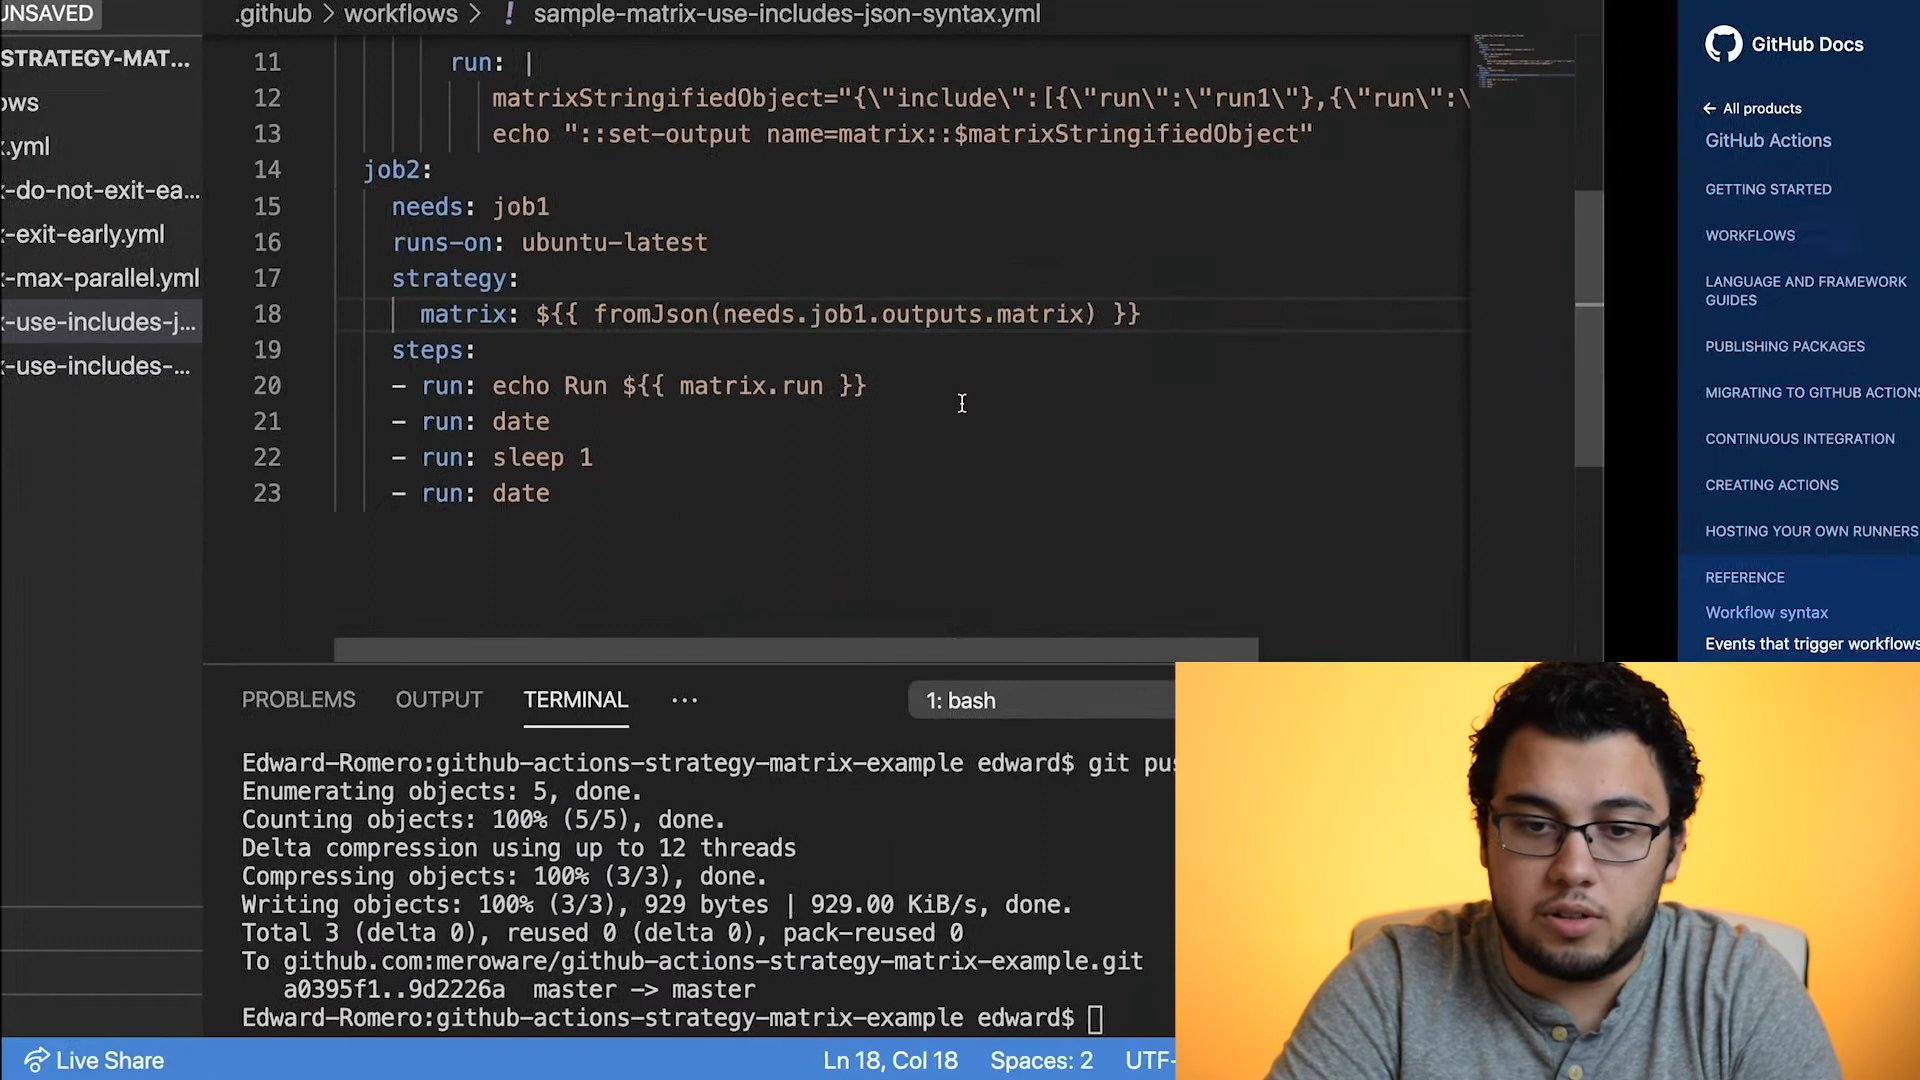 UNSAVED
.github > workflows > ! sample-matrix-use-includes-json-syntax.yml
STRATEGY-MAT...
ows
x.yml
x-do-not-exit-ea...
x-exit-early.yml
x-max-parallel.yml
x-use-includes-j...
x-use-includes-...
11 run: |
12 matrixStringifiedObject="{\"include\":[{\"run\":\"run1\"},{\"run\":\
13 echo "::set-output name=matrix::$matrixStringifiedObject"
14 job2:
15 needs: job1
16 runs-on: ubuntu-latest
17 strategy:
18 matrix: ${{ fromJson(needs.job1.outputs.matrix) }}
19 steps:
20 - run: echo Run ${{ matrix.run }}
21 - run: date
22 - run: sleep 1
23 - run: date
PROBLEMS OUTPUT TERMINAL ... 1: bash
Edward-Romero:github-actions-strategy-matrix-example edward$ git pus
Enumerating objects: 5, done.
Counting objects: 100% (5/5), done.
Delta compression using up to 12 threads
Compressing objects: 100% (3/3), done.
Writing objects: 100% (3/3), 929 bytes | 929.00 KiB/s, done.
Total 3 (delta 0), reused 0 (delta 0), pack-reused 0
To github.com:meroware/github-actions-strategy-matrix-example.git
a0395f1..9d2226a master -> master
Edward-Romero:github-actions-strategy-matrix-example edward$
Live Share Ln 18, Col 18 Spaces: 2 UTF-
GitHub Docs
← All products
GitHub Actions
GETTING STARTED
WORKFLOWS
LANGUAGE AND FRAMEWORK
GUIDES
PUBLISHING PACKAGES
MIGRATING TO GITHUB ACTIONS
CONTINUOUS INTEGRATION
CREATING ACTIONS
HOSTING YOUR OWN RUNNERS
REFERENCE
Workflow syntax
Events that trigger workflows